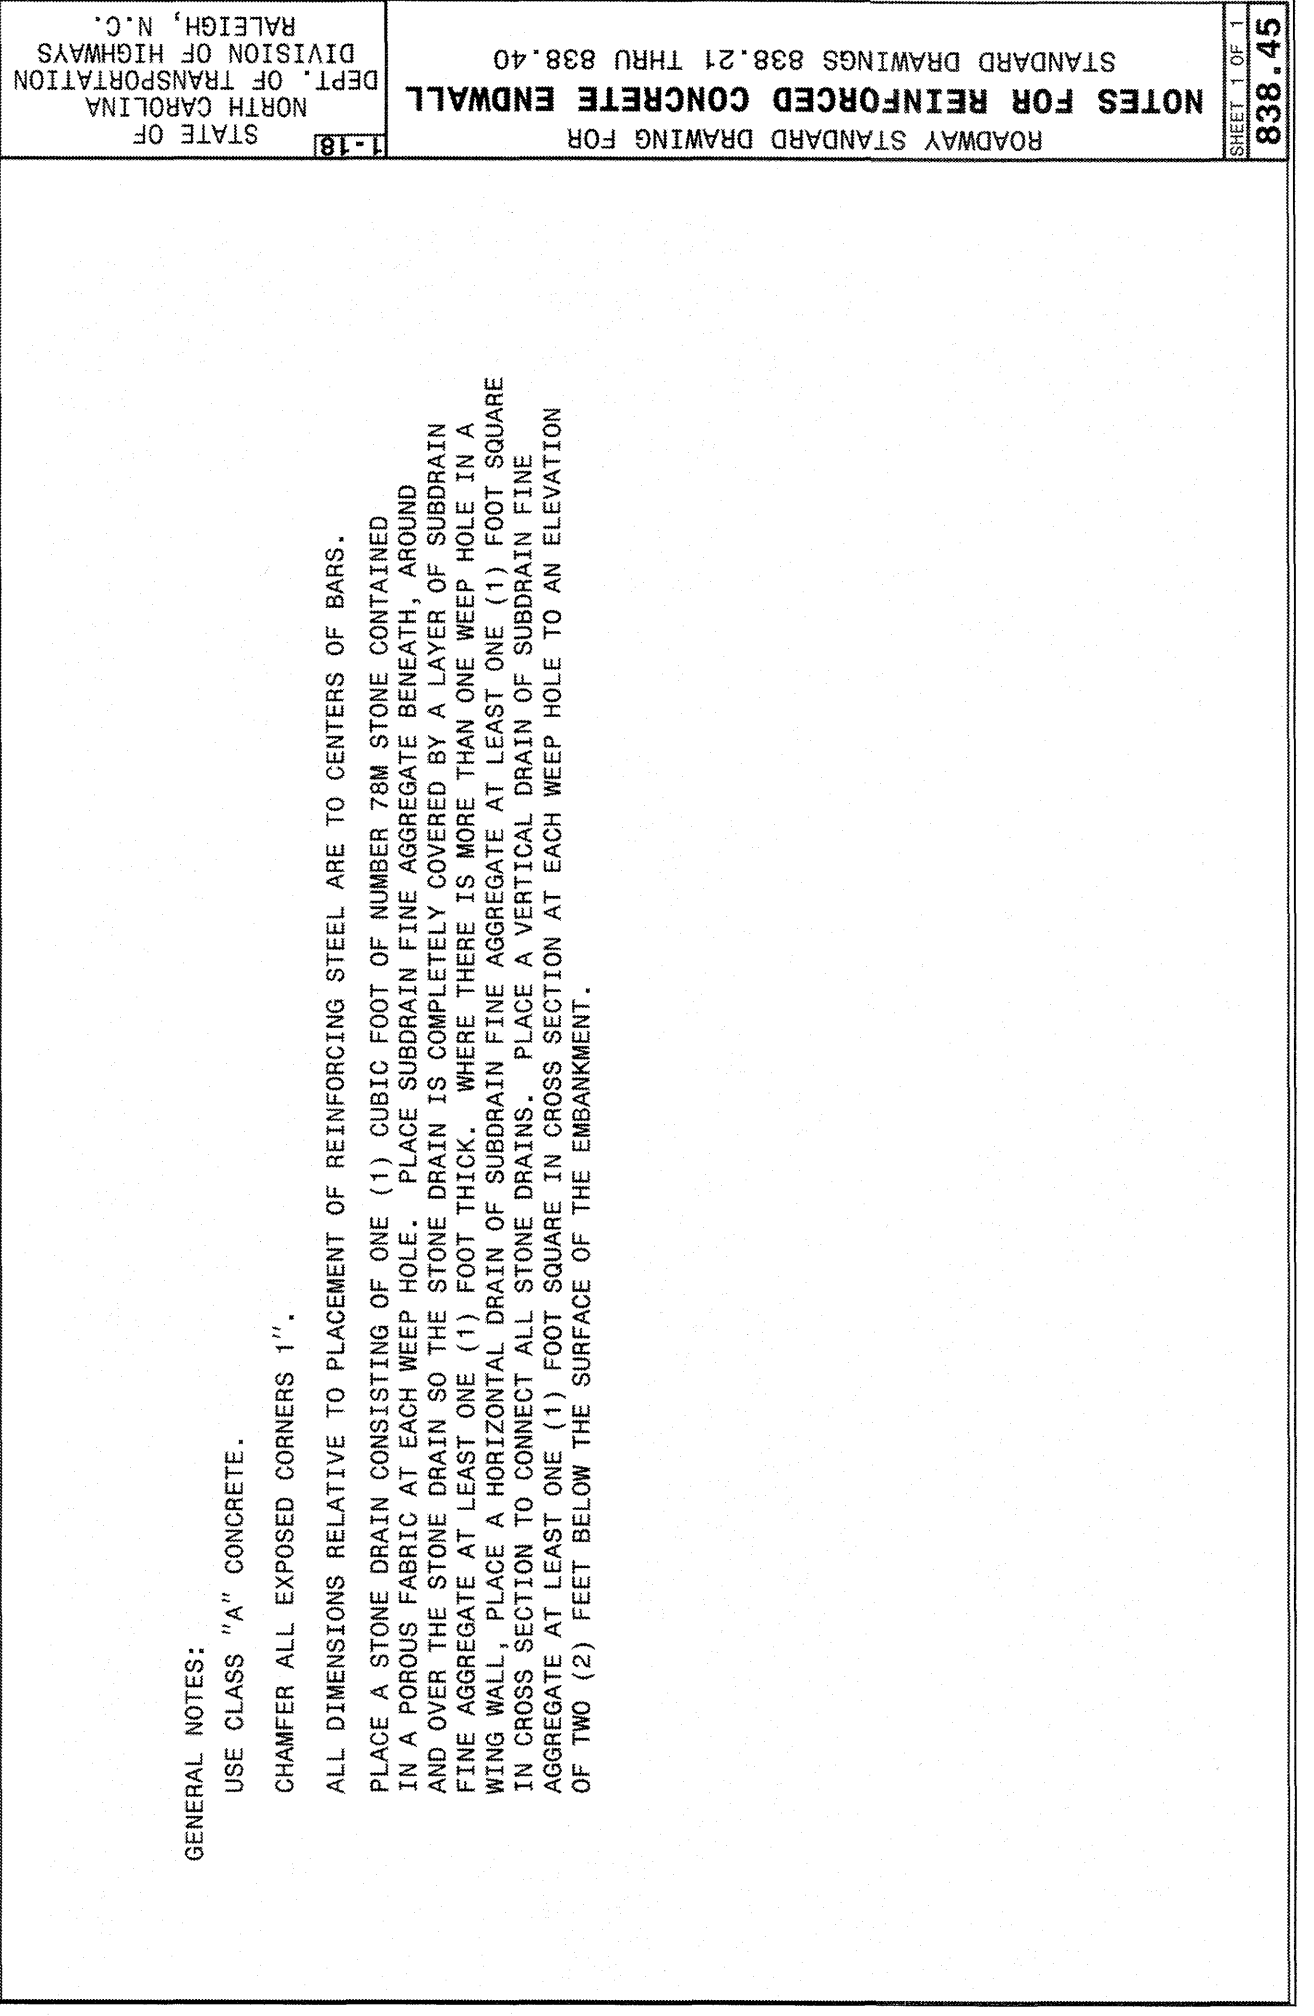 STATE OF
NORTH CAROLINA
DEPT. OF TRANSPORTATION
DIVISION OF HIGHWAYS
RALEIGH, N.C.
1-18
ROADWAY STANDARD DRAWING FOR
NOTES FOR REINFORCED CONCRETE ENDWALL
STANDARD DRAWINGS 838.21 THRU 838.40
SHEET 1 OF 1
838.45
GENERAL NOTES:
USE CLASS "A" CONCRETE.
CHAMFER ALL EXPOSED CORNERS 1".
ALL DIMENSIONS RELATIVE TO PLACEMENT OF REINFORCING STEEL ARE TO CENTERS OF BARS.
PLACE A STONE DRAIN CONSISTING OF ONE (1) CUBIC FOOT OF NUMBER 78M STONE CONTAINED
IN A POROUS FABRIC AT EACH WEEP HOLE. PLACE SUBDRAIN FINE AGGREGATE BENEATH, AROUND
AND OVER THE STONE DRAIN SO THE STONE DRAIN IS COMPLETELY COVERED BY A LAYER OF SUBDRAIN
FINE AGGREGATE AT LEAST ONE (1) FOOT THICK. WHERE THERE IS MORE THAN ONE WEEP HOLE IN A
WING WALL, PLACE A HORIZONTAL DRAIN OF SUBDRAIN FINE AGGREGATE AT LEAST ONE (1) FOOT SQUARE
IN CROSS SECTION TO CONNECT ALL STONE DRAINS. PLACE A VERTICAL DRAIN OF SUBDRAIN FINE
AGGREGATE AT LEAST ONE (1) FOOT SQUARE IN CROSS SECTION AT EACH WEEP HOLE TO AN ELEVATION
OF TWO (2) FEET BELOW THE SURFACE OF THE EMBANKMENT.